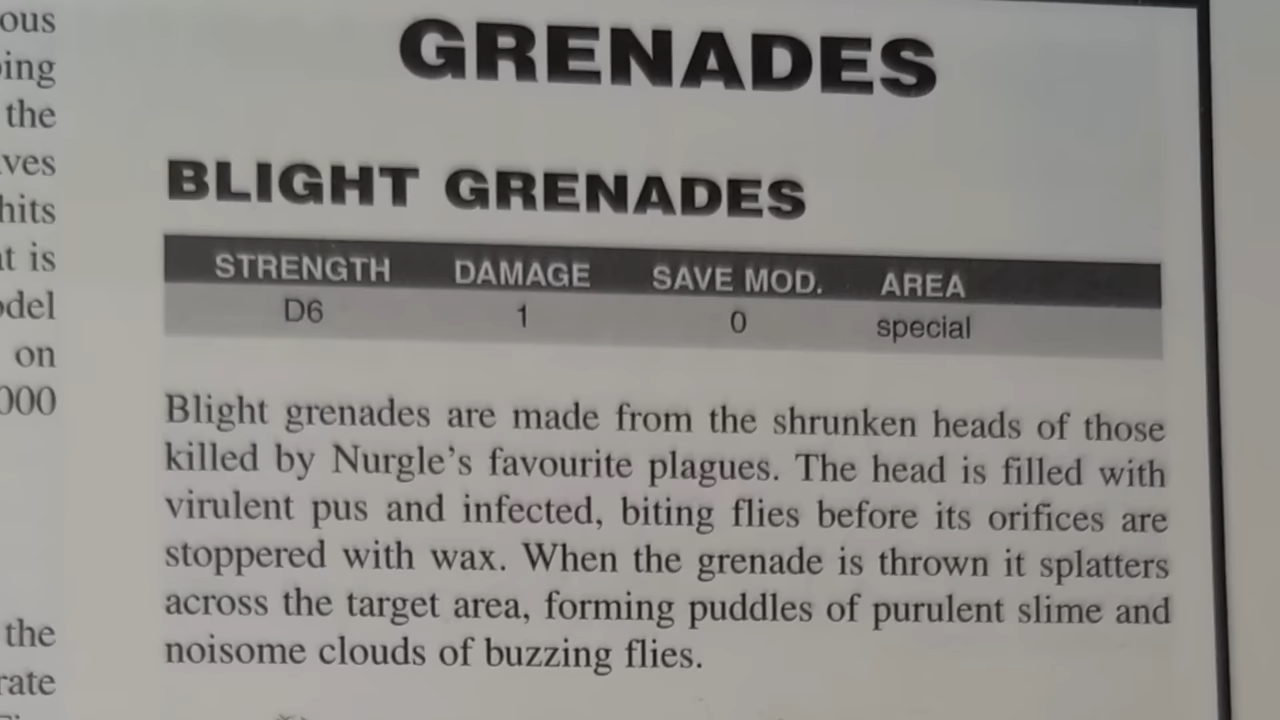 ous
ing
the
ves
hits
t is
odel
on
000
the
rate
GRENADES
BLIGHT GRENADES
STRENGTH DAMAGE SAVE MOD. AREA
D6 1 0 special
Blight grenades are made from the shrunken heads of those
killed by Nurgle's favourite plagues. The head is filled with
virulent pus and infected, biting flies before its orifices are
stoppered with wax. When the grenade is thrown it splatters
across the target area, forming puddles of purulent slime and
noisome clouds of buzzing flies.